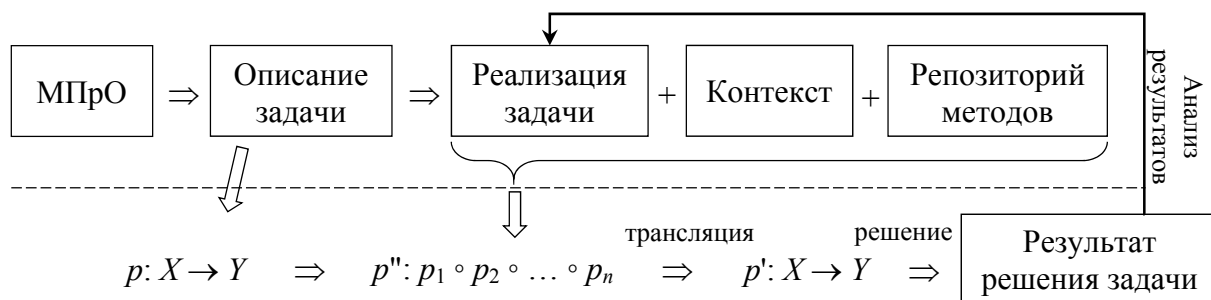 МПрО ⇒ Описание задачи ⇒ Реализация задачи + Контекст + Репозиторий методов
Анализ результатов
трансляция решение
p: X → Y ⇒ p'': p₁ ∘ p₂ ∘ … ∘ pₙ ⇒ p': X → Y ⇒ Результат решения задачи